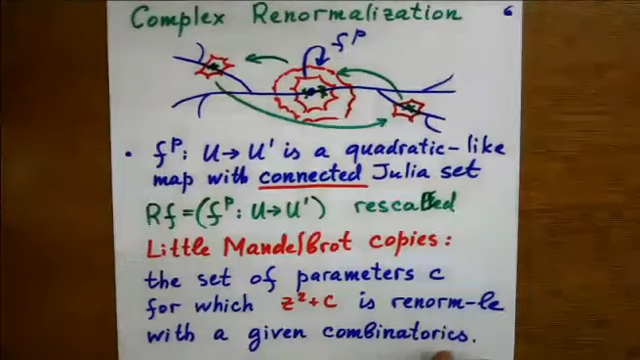 Complex Renormalization 6
f^p
• f^p: U→U' is a quadratic-like
map with connected Julia set
Rf=(f^p: U→U') rescalled
Little Mandelbrot copies:
the set of parameters c
for which z²+c is renorm-le
with a given combinatorics.